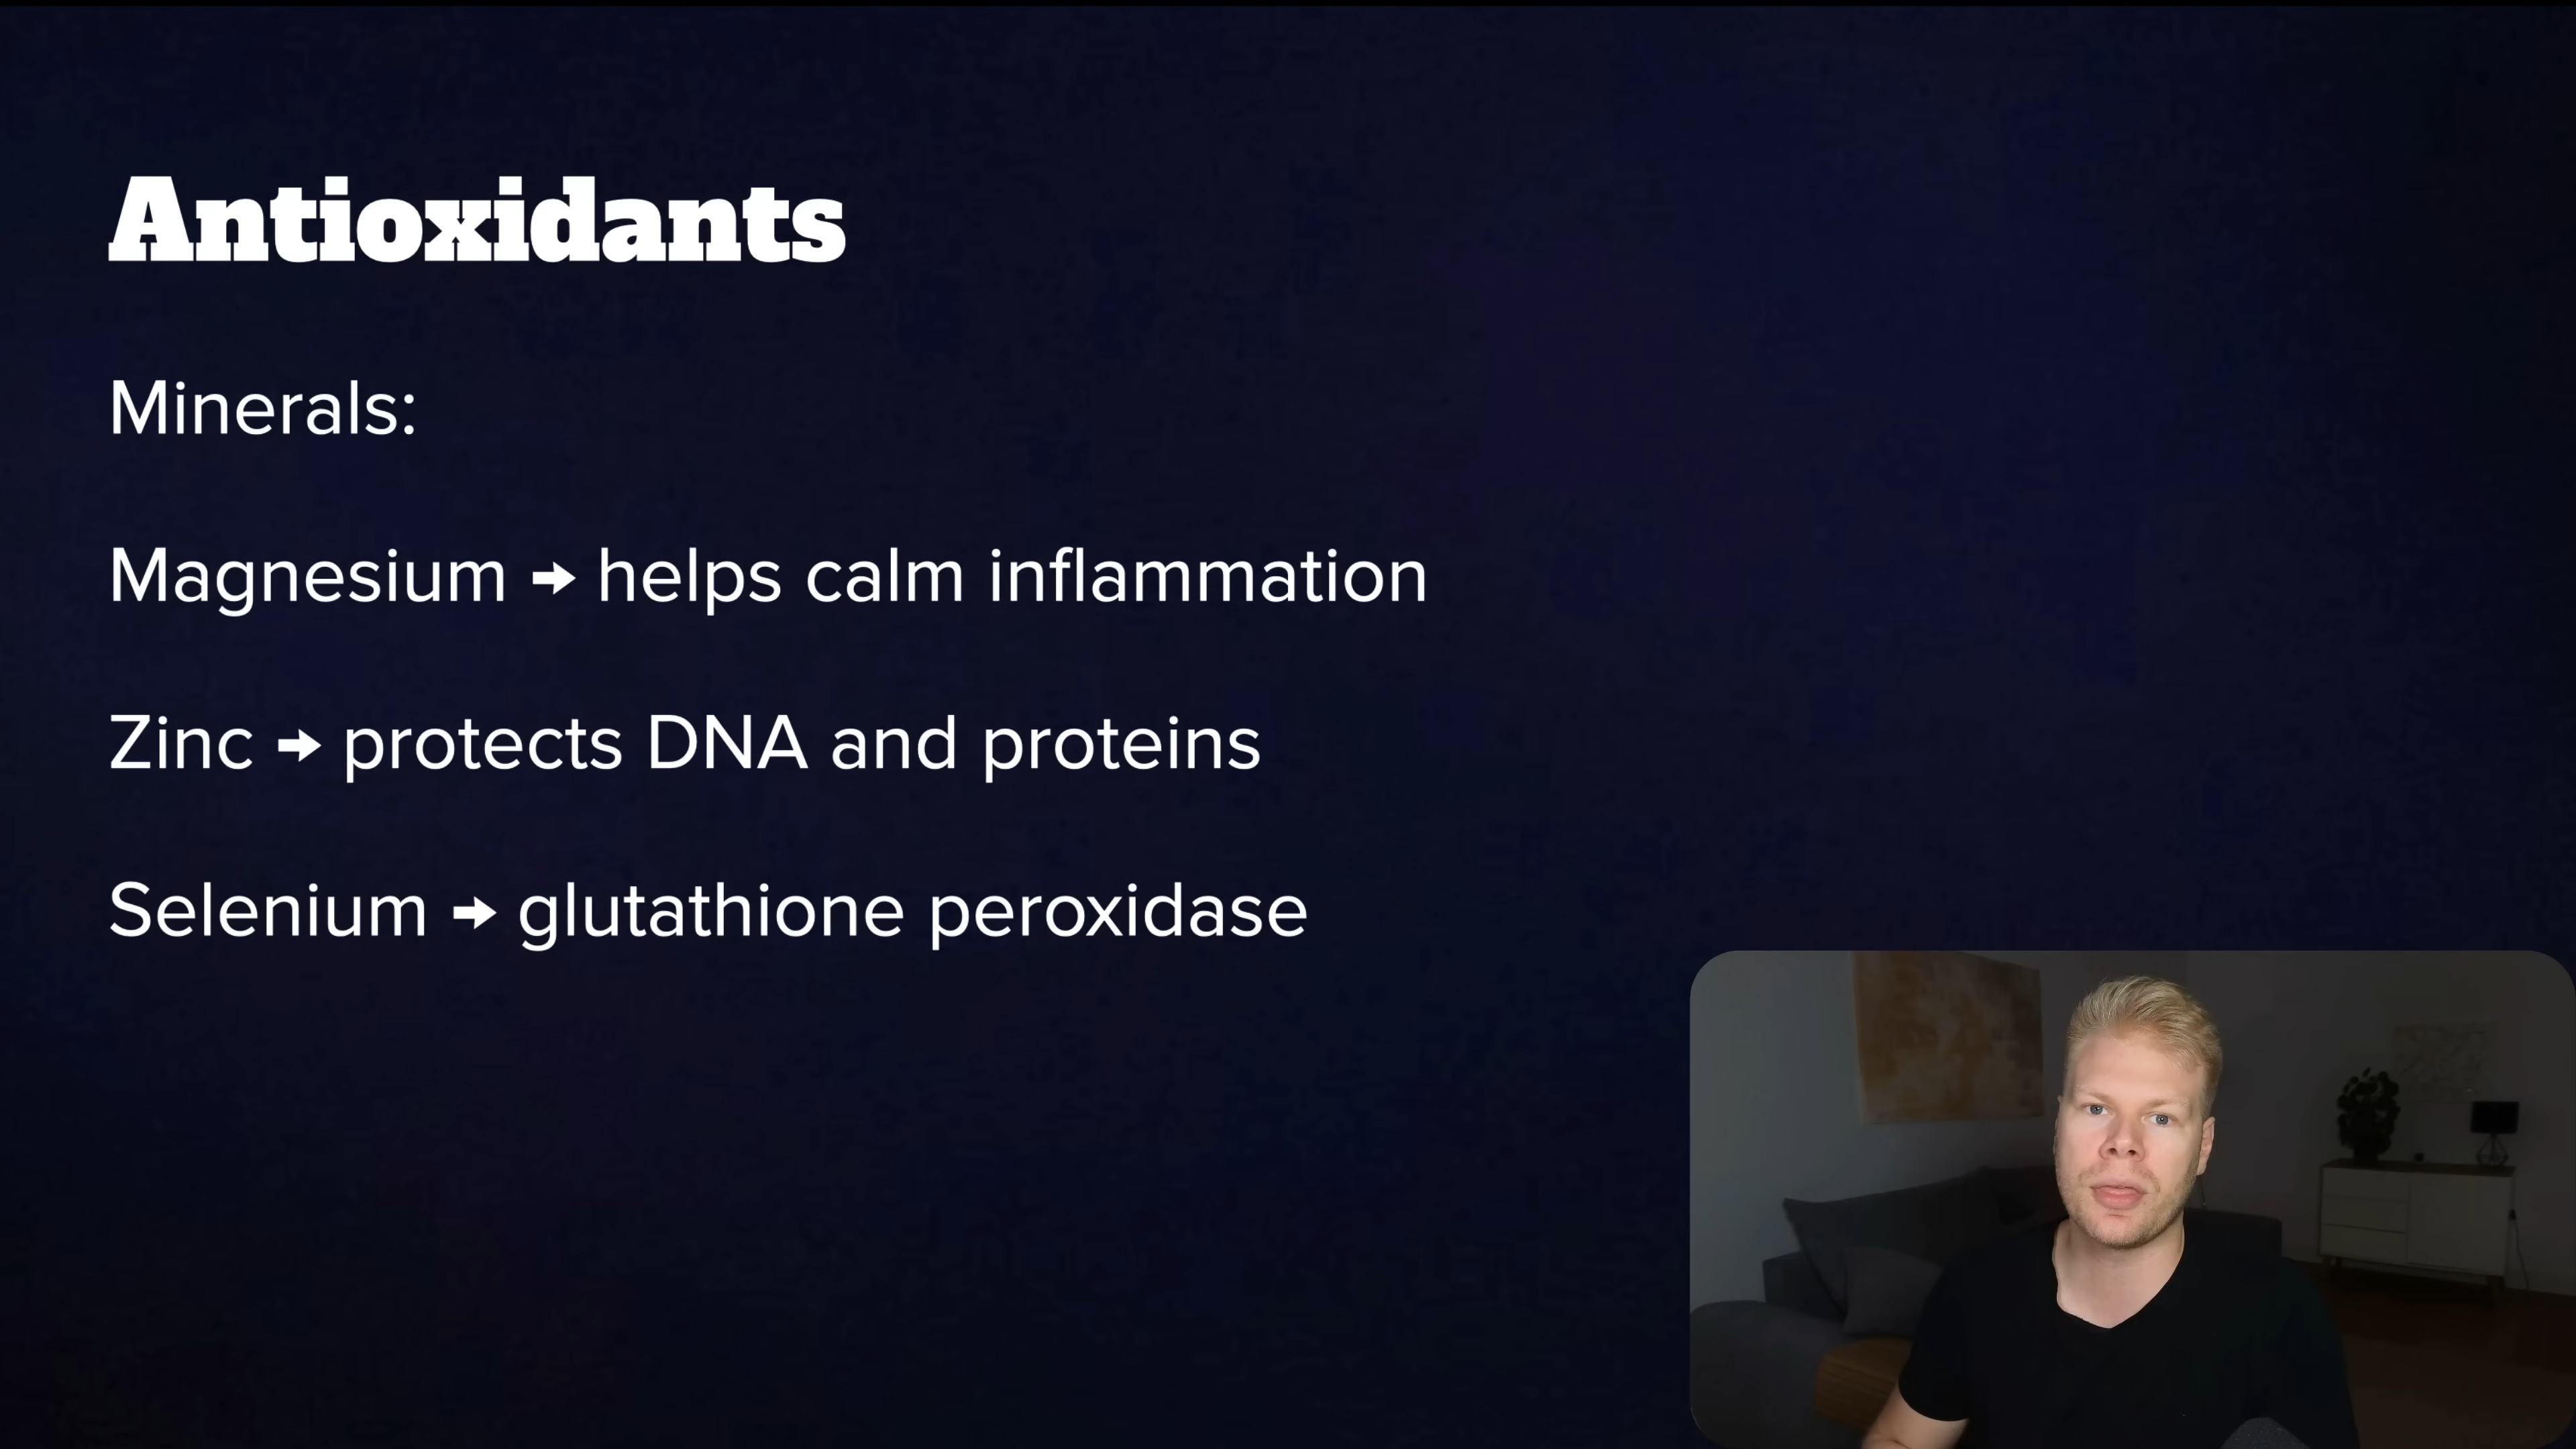 Antioxidants
Minerals:
Magnesium → helps calm inflammation
Zinc → protects DNA and proteins
Selenium → glutathione peroxidase